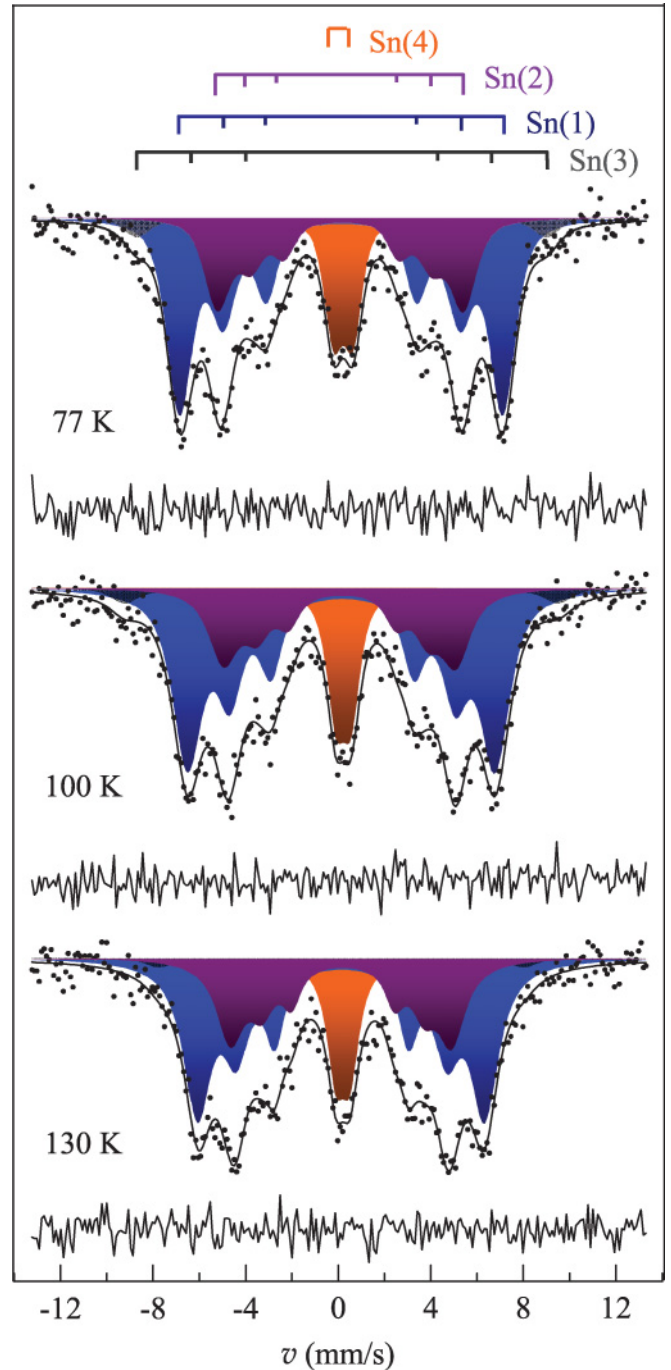 Sn(4)
Sn(2)
Sn(1)
Sn(3)
77 K
100 K
130 K
-12 -8 -4 0 4 8 12
v (mm/s)